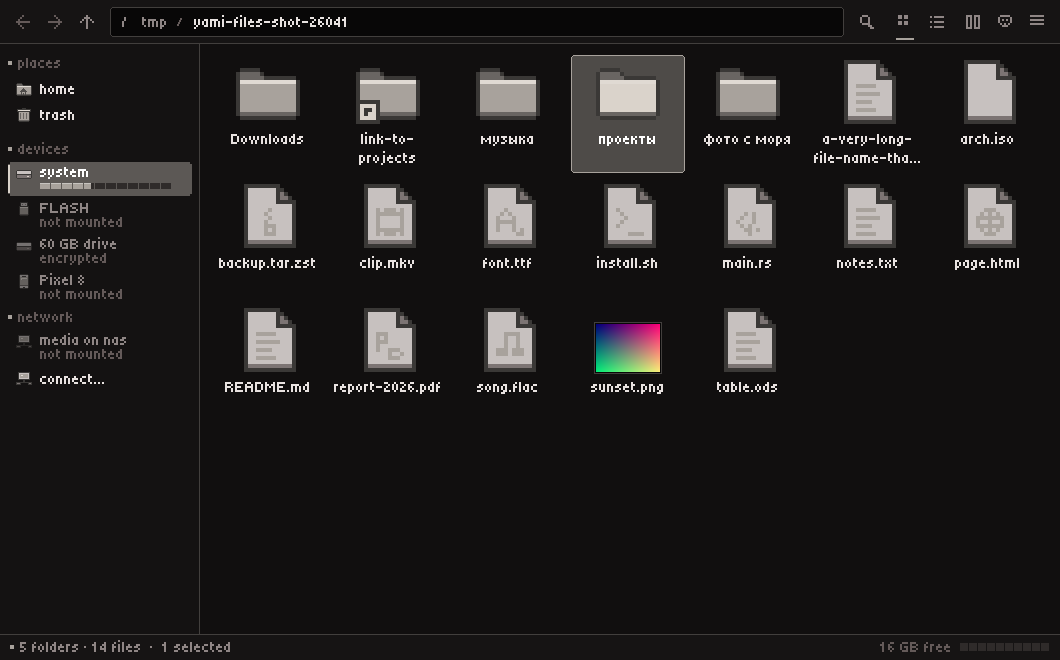 / tmp / yami-files-shot-26041
places
home
trash
devices
system
FLASH
not mounted
60 GB drive
encrypted
Pixel 8
not mounted
network
media on nas
not mounted
connect...
Downloads
link-to-
projects
музыка
проекты
фото с моря
a-very-long-
file-name-tha...
arch.iso
backup.tar.zst
clip.mkv
font.ttf
install.sh
main.rs
notes.txt
page.html
README.md
report-2026.pdf
song.flac
sunset.png
table.ods
5 folders · 14 files · 1 selected
16 GB free